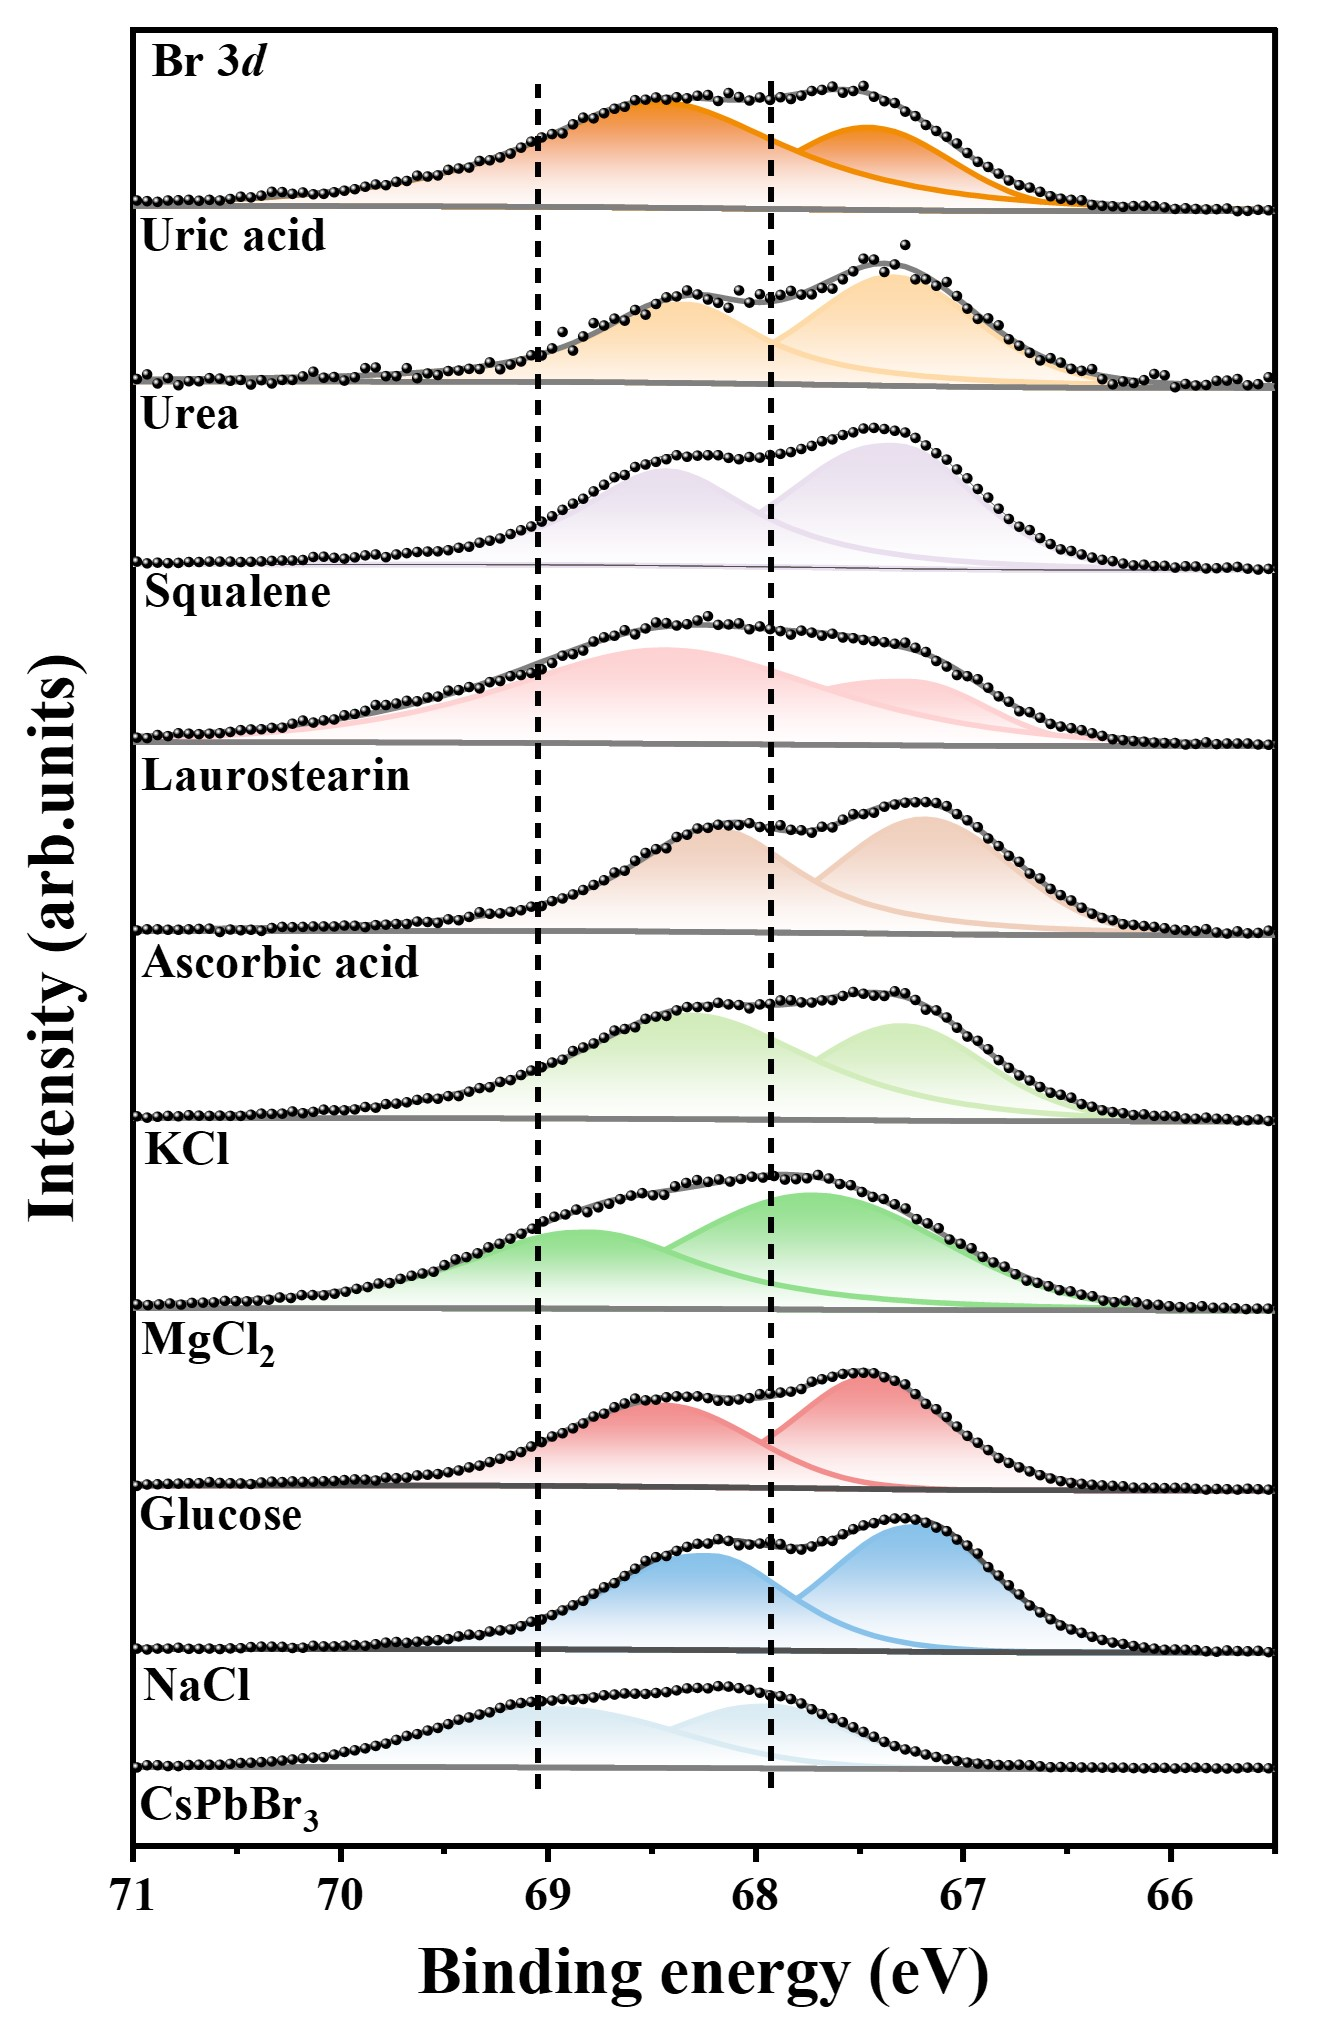 Br 3d
Uric acid
Urea
Squalene
Laurostearin
Ascorbic acid
KCl
MgCl2
Glucose
NaCl
CsPbBr3
Intensity (arb.units)
71 70 69 68 67 66
Binding energy (eV)